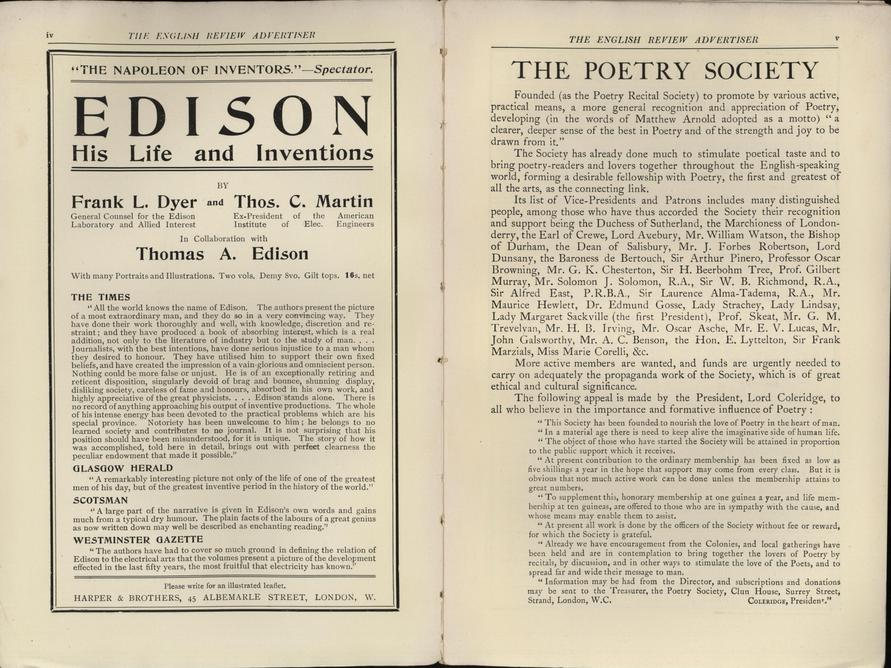 iv
THE ENGLISH REVIEW ADVERTISER
"THE NAPOLEON OF INVENTORS."—Spectator.
EDISON
His Life and Inventions
BY
Frank L. Dyer and Thos. C. Martin
General Counsel for the Edison Ex-President of the American
Laboratory and Allied Interest Institute of Elec. Engineers
In Collaboration with
Thomas A. Edison
With many Portraits and Illustrations. Two vols, Demy 8vo. Gilt tops. 16s. net
THE TIMES
"All the world knows the name of Edison. The authors present the picture
of a most extraordinary man, and they do so in a very convincing way. They
have done their work thoroughly and well, with knowledge, discretion and re-
straint; and they have produced a book of absorbing interest, which is a real
addition, not only to the literature of industry but to the study of man. . . .
Journalists, with the best intentions, have done serious injustice to a man whom
they desired to honour. They have utilised him to support their own fixed
beliefs, and have created the impression of a vain-glorious and omniscient person.
Nothing could be more false or unjust. He is of an exceptionally retiring and
reticent disposition, singularly devoid of brag and bounce, shunning display,
disliking society, careless of fame and honours, absorbed in his own work, and
highly appreciative of the great physicists. . . . Edison stands alone. There is
no record of anything approaching his output of inventive productions. The whole
of his intense energy has been devoted to the practical problems which are his
special province. Notoriety has been unwelcome to him; he belongs to no
learned society and contributes to no journal. It is not surprising that his
position should have been misunderstood, for it is unique. The story of how it
was accomplished, told here in detail, brings out with perfect clearness the
peculiar endowment that made it possible."
GLASGOW HERALD
"A remarkably interesting picture not only of the life of one of the greatest
men of his day, but of the greatest inventive period in the history of the world."
SCOTSMAN
"A large part of the narrative is given in Edison's own words and gains
much from a typical dry humour. The plain facts of the labours of a great genius
as now written down may well be described as enchanting reading."
WESTMINSTER GAZETTE
"The authors have had to cover so much ground in defining the relation of
Edison to the electrical arts that the volumes present a picture of the development
effected in the last fifty years, the most fruitful that electricity has known."
Please write for an illustrated leaflet.
HARPER & BROTHERS, 45 ALBEMARLE STREET, LONDON, W.
THE ENGLISH REVIEW ADVERTISER
v
THE POETRY SOCIETY
Founded (as the Poetry Recital Society) to promote by various active,
practical means, a more general recognition and appreciation of Poetry,
developing (in the words of Matthew Arnold adopted as a motto) "a
clearer, deeper sense of the best in Poetry and of the strength and joy to be
drawn from it."
The Society has already done much to stimulate poetical taste and to
bring poetry-readers and lovers together throughout the English-speaking
world, forming a desirable fellowship with Poetry, the first and greatest of
all the arts, as the connecting link.
Its list of Vice-Presidents and Patrons includes many distinguished
people, among those who have thus accorded the Society their recognition
and support being the Duchess of Sutherland, the Marchioness of London-
derry, the Earl of Crewe, Lord Avebury, Mr. William Watson, the Bishop
of Durham, the Dean of Salisbury, Mr. J. Forbes Robertson, Lord
Dunsany, the Baroness de Bertouch, Sir Arthur Pinero, Professor Oscar
Browning, Mr. G. K. Chesterton, Sir H. Beerbohm Tree, Prof. Gilbert
Murray, Mr. Solomon J. Solomon, R.A., Sir W. B. Richmond, R.A.,
Sir Alfred East, P.R.B.A., Sir Laurence Alma-Tadema, R.A., Mr.
Maurice Hewlett, Dr. Edmund Gosse, Lady Strachey, Lady Lindsay,
Lady Margaret Sackville (the first President), Prof. Skeat, Mr. G. M.
Trevelyan, Mr. H. B. Irving, Mr. Oscar Asche, Mr. E. V. Lucas, Mr.
John Galsworthy, Mr. A. C. Benson, the Hon. E. Lyttelton, Sir Frank
Marzials, Miss Marie Corelli, &c.
More active members are wanted, and funds are urgently needed to
carry on adequately the propaganda work of the Society, which is of great
ethical and cultural significance.
The following appeal is made by the President, Lord Coleridge, to
all who believe in the importance and formative influence of Poetry:
"This Society has been founded to nourish the love of Poetry in the heart of man.
"In a material age there is need to keep alive the imaginative side of human life.
"The object of those who have started the Society will be attained in proportion
to the public support which it receives.
"At present contribution to the ordinary membership has been fixed as low as
five shillings a year in the hope that support may come from every class. But it is
obvious that not much active work can be done unless the membership attains to
great numbers.
"To supplement this, honorary membership at one guinea a year, and life mem-
bership at ten guineas, are offered to those who are in sympathy with the cause, and
whose means may enable them to assist.
"At present all work is done by the officers of the Society without fee or reward,
for which the Society is grateful.
"Already we have encouragement from the Colonies, and local gatherings have
been held and are in contemplation to bring together the lovers of Poetry by
recitals, by discussion, and in other ways to stimulate the love of the Poets, and to
spread far and wide their message to man.
"Information may be had from the Director, and subscriptions and donations
may be sent to the Treasurer, the Poetry Society, Clun House, Surrey Street,
Strand, London, W.C. COLERIDGE, President."